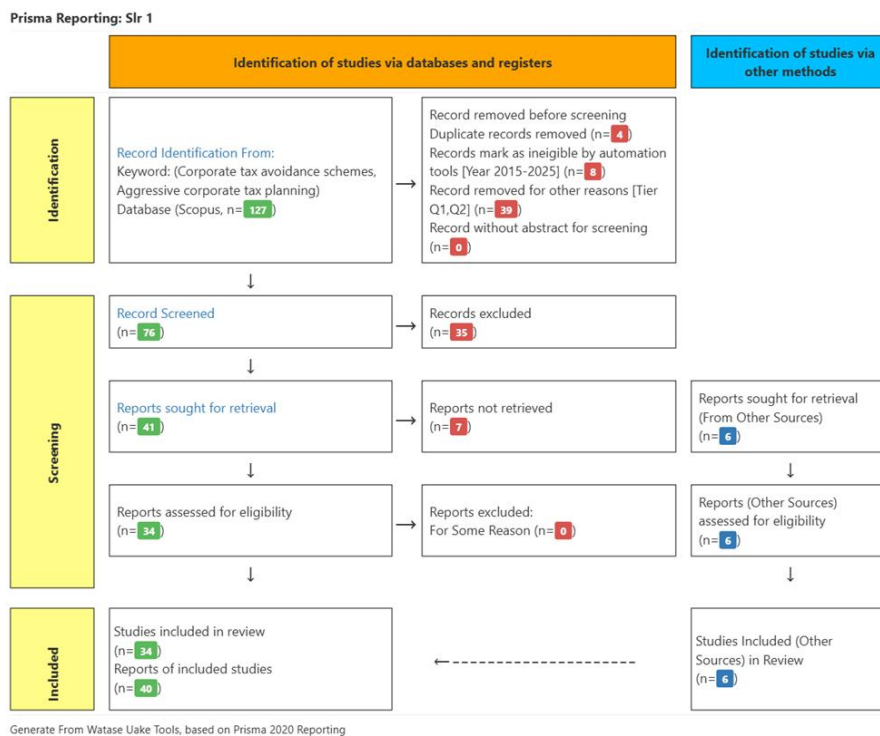 Prisma Reporting: Slr 1
Identification of studies via databases and registers
Identification of studies via
other methods
Identification
Record Identification From:
Keyword: (Corporate tax avoidance schemes,
Aggressive corporate tax planning)
Database (Scopus, n= 127)
→
Record removed before screening
Duplicate records removed (n= 4)
Records mark as ineigible by automation
tools [Year 2015-2025] (n= 8)
Record removed for other reasons [Tier
Q1,Q2] (n= 39)
Record without abstract for screening
(n= 0)
↓
Screening
Record Screened
(n= 76)
→
Records excluded
(n= 35)
↓
Reports sought for retrieval
(n= 41)
→
Reports not retrieved
(n= 7)
Reports sought for retrieval
(From Other Sources)
(n= 6)
↓
↓
Reports assessed for eligibility
(n= 34)
→
Reports excluded:
For Some Reason (n= 0)
Reports (Other Sources)
assessed for eligibility
(n= 6)
↓
↓
Included
Studies included in review
(n= 34)
Reports of included studies
(n= 40)
Studies Included (Other
Sources) in Review
(n= 6)
Generate From Watase Uake Tools, based on Prisma 2020 Reporting